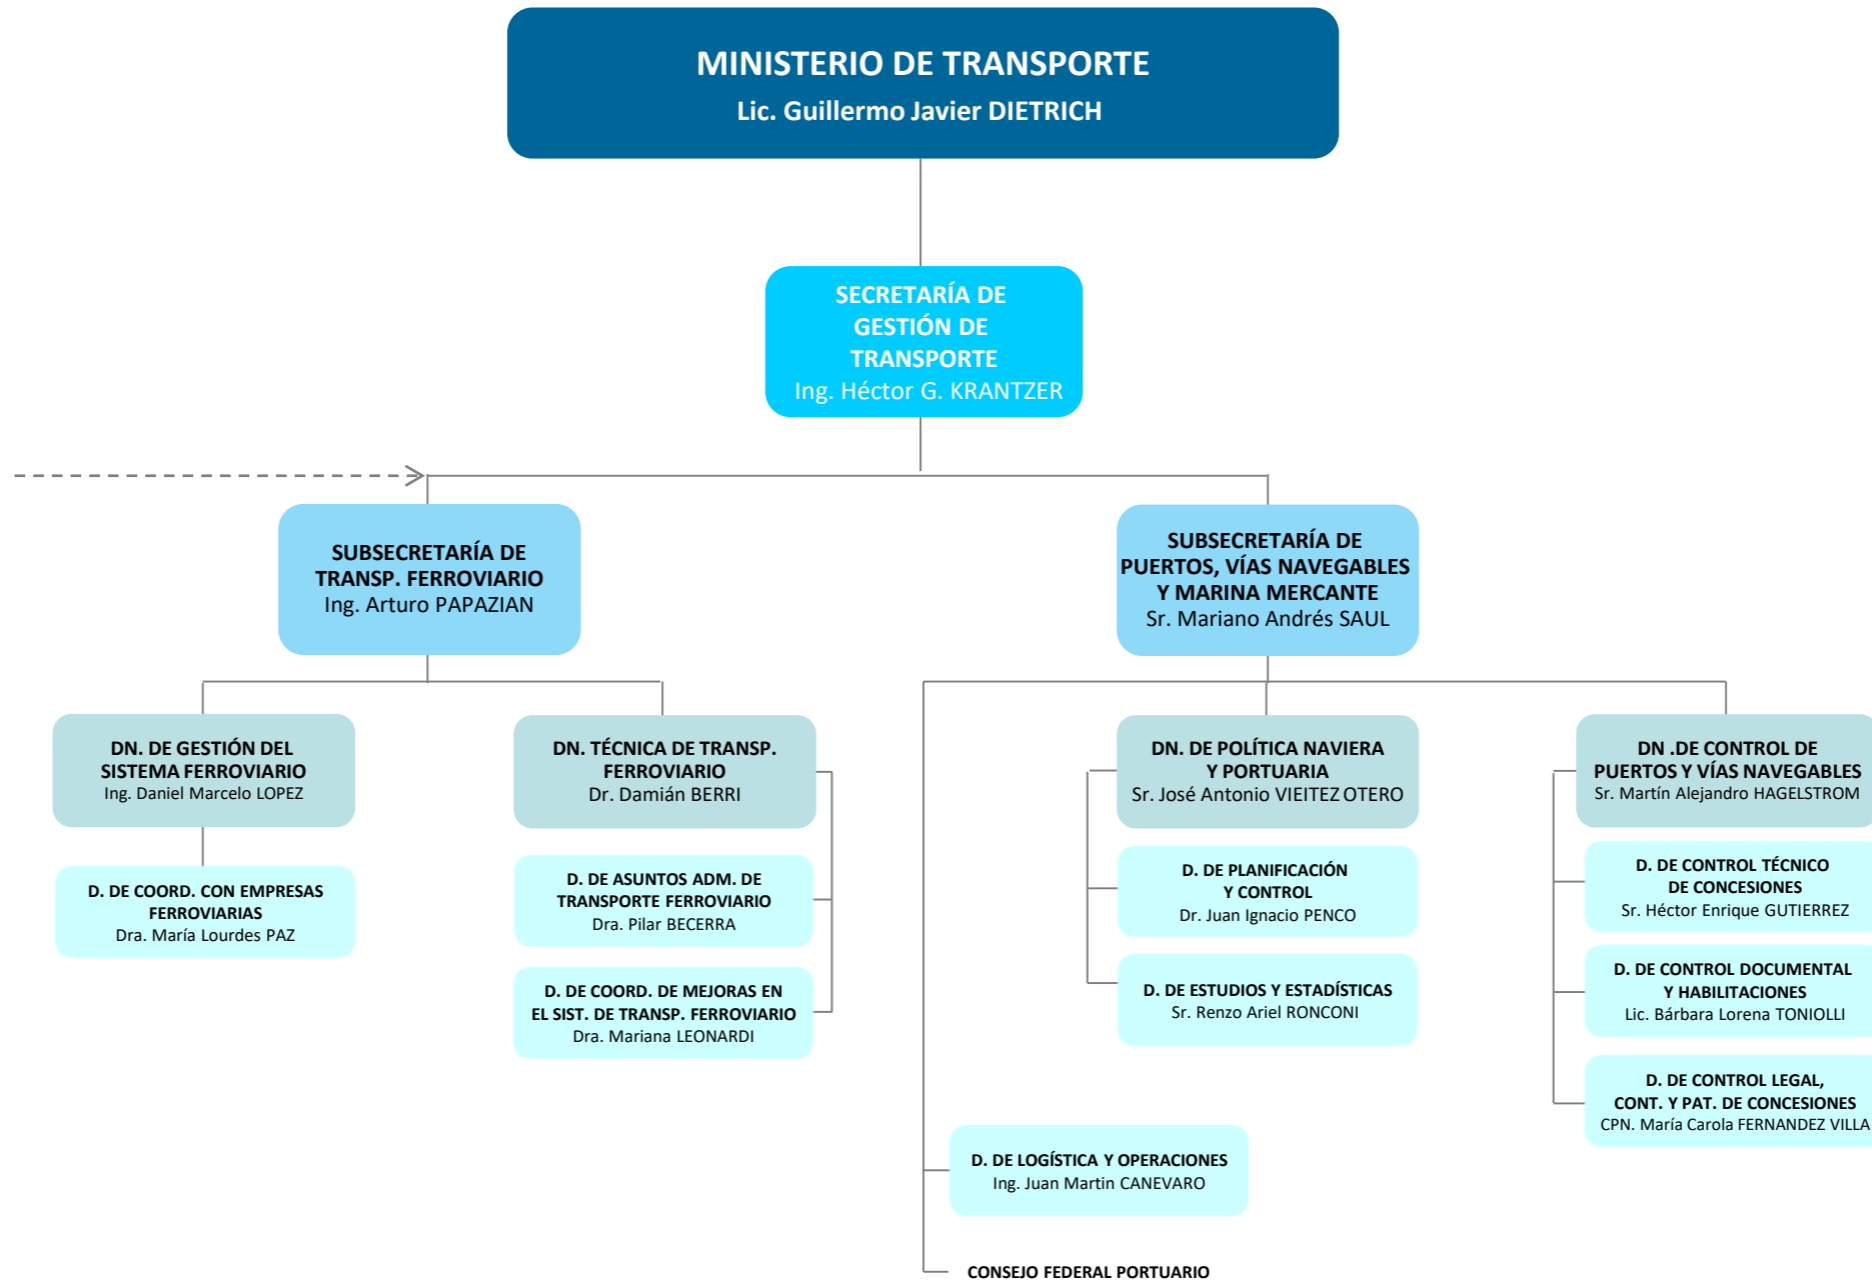 MINISTERIO DE TRANSPORTE
Lic. Guillermo Javier DIETRICH
SECRETARÍA DE
GESTIÓN DE
TRANSPORTE
Ing. Héctor G. KRANTZER
SUBSECRETARÍA DE
TRANSP. FERROVIARIO
Ing. Arturo PAPAZIAN
SUBSECRETARÍA DE
PUERTOS, VÍAS NAVEGABLES
Y MARINA MERCANTE
Sr. Mariano Andrés SAUL
DN. DE GESTIÓN DEL
SISTEMA FERROVIARIO
Ing. Daniel Marcelo LOPEZ
DN. TÉCNICA DE TRANSP.
FERROVIARIO
Dr. Damián BERRI
DN. DE POLÍTICA NAVIERA
Y PORTUARIA
Sr. José Antonio VIEITEZ OTERO
DN .DE CONTROL DE
PUERTOS Y VÍAS NAVEGABLES
Sr. Martín Alejandro HAGELSTROM
D. DE COORD. CON EMPRESAS
FERROVIARIAS
Dra. María Lourdes PAZ
D. DE ASUNTOS ADM. DE
TRANSPORTE FERROVIARIO
Dra. Pilar BECERRA
D. DE COORD. DE MEJORAS EN
EL SIST. DE TRANSP. FERROVIARIO
Dra. Mariana LEONARDI
D. DE PLANIFICACIÓN
Y CONTROL
Dr. Juan Ignacio PENCO
D. DE ESTUDIOS Y ESTADÍSTICAS
Sr. Renzo Ariel RONCONI
D. DE CONTROL TÉCNICO
DE CONCESIONES
Sr. Héctor Enrique GUTIERREZ
D. DE CONTROL DOCUMENTAL
Y HABILITACIONES
Lic. Bárbara Lorena TONIOLLI
D. DE CONTROL LEGAL,
CONT. Y PAT. DE CONCESIONES
CPN. María Carola FERNANDEZ VILLA
D. DE LOGÍSTICA Y OPERACIONES
Ing. Juan Martin CANEVARO
CONSEJO FEDERAL PORTUARIO